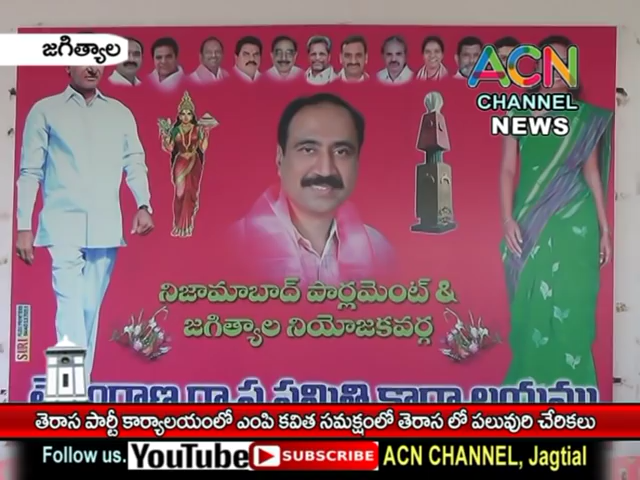 జగిత్యాల
ACN
CHANNEL
NEWS
నిజామాబాద్ పార్లమెంట్ &
జగిత్యాల నియోజకవర్గ
SIRI
తెరాస పార్టీ కార్యాలయంలో ఎంపి కవిత సమక్షంలో తెరాస లో పలువురి చేరికలు
Follow us. YouTube SUBSCRIBE ACN CHANNEL, Jagtial